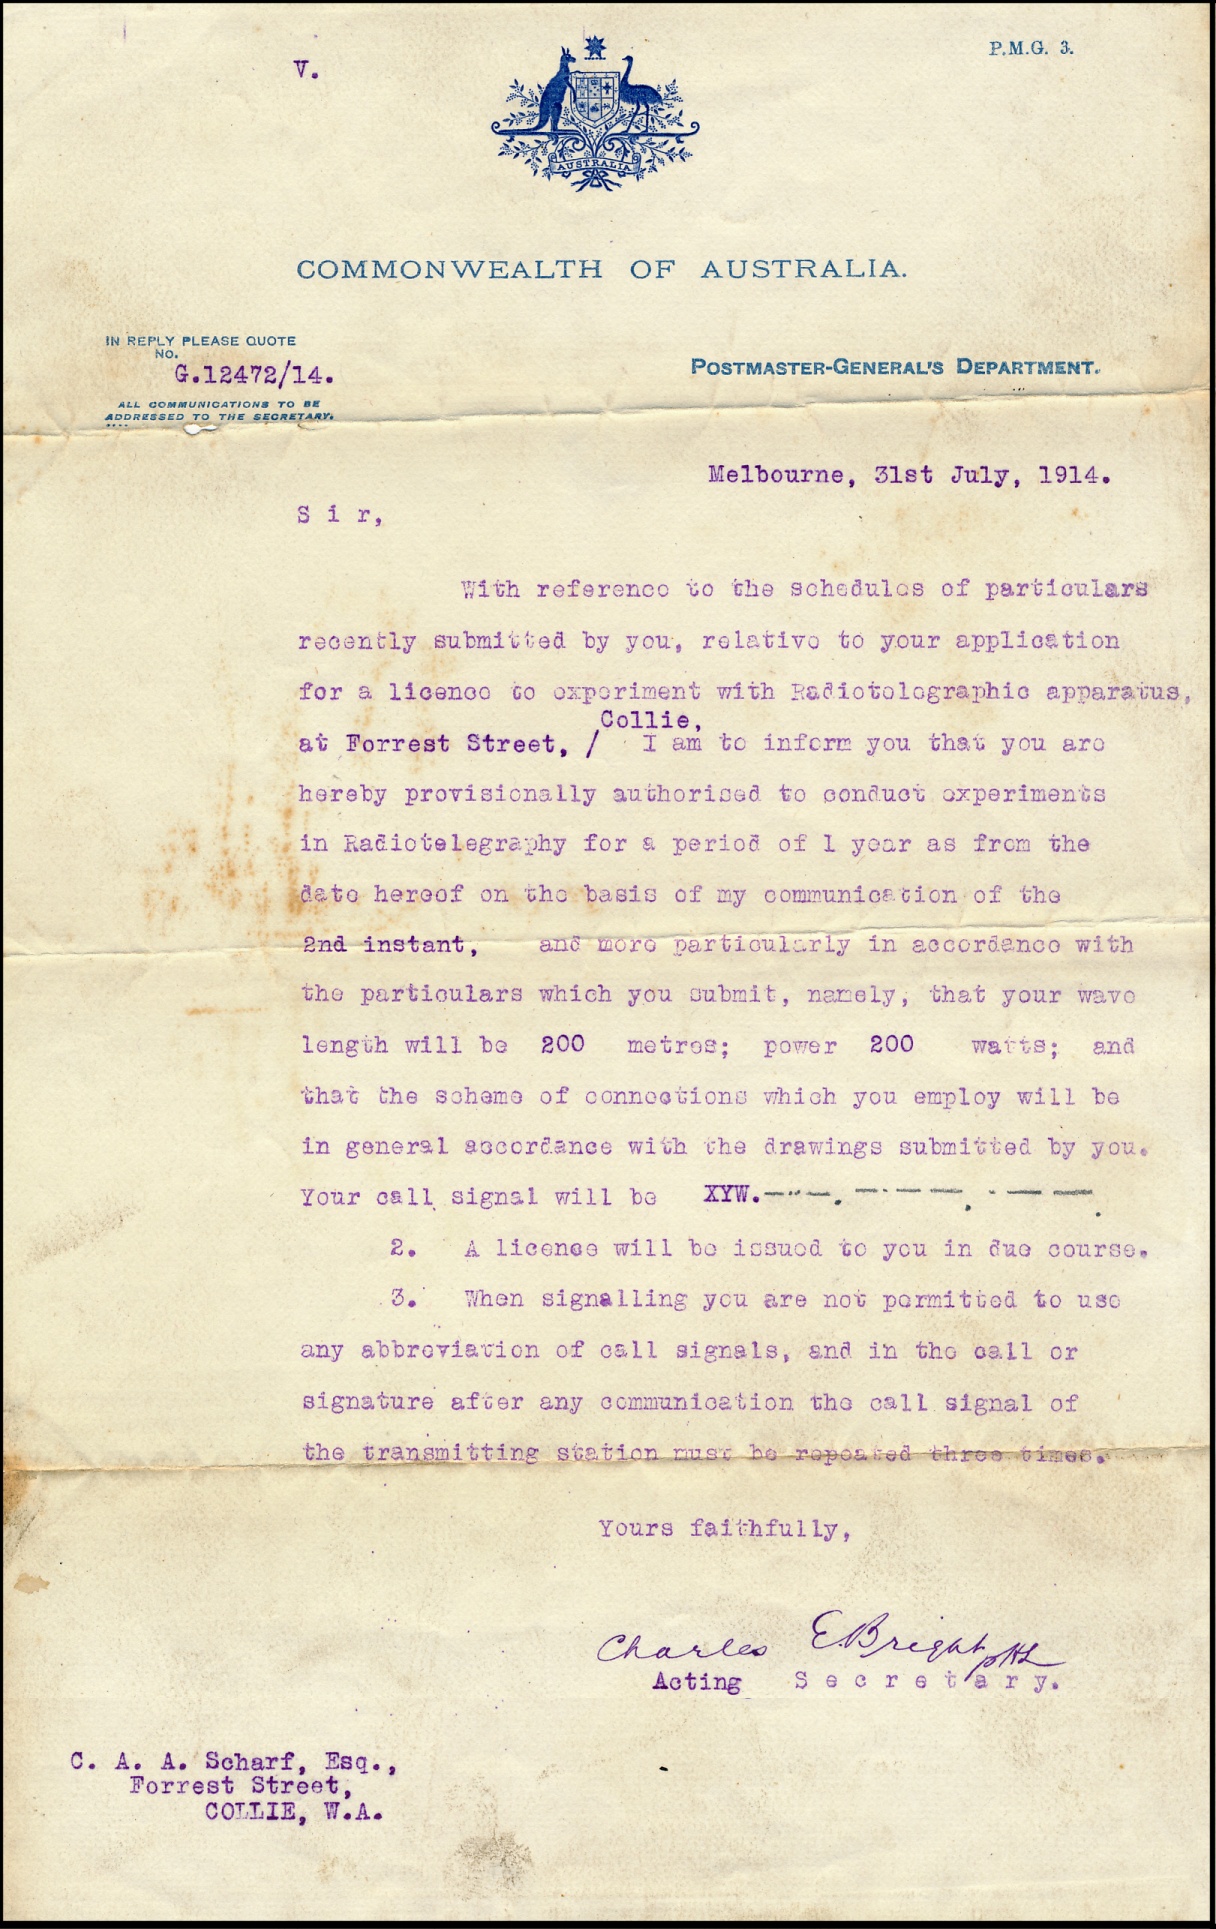 V.
P.M.G. 3.
AUSTRALIA
COMMONWEALTH OF AUSTRALIA.
IN REPLY PLEASE QUOTE
NO.
G.12472/14.
ALL COMMUNICATIONS TO BE
ADDRESSED TO THE SECRETARY.
POSTMASTER-GENERAL'S DEPARTMENT.
Melbourne, 31st July, 1914.
S i r,
With reference to the schedules of particulars
recently submitted by you, relative to your application
for a licence to experiment with Radiotelegraphic apparatus,
Collie,
at Forrest Street, / I am to inform you that you are
hereby provisionally authorised to conduct experiments
in Radiotelegraphy for a period of 1 year as from the
date hereof on the basis of my communication of the
2nd instant, and more particularly in accordance with
the particulars which you submit, namely, that your wave
length will be 200 metres; power 200 watts; and
that the scheme of connections which you employ will be
in general accordance with the drawings submitted by you.
Your call signal will be XYW. —··—, —·——, ·——
2. A licence will be issued to you in due course.
3. When signalling you are not permitted to use
any abbreviation of call signals, and in the call or
signature after any communication the call signal of
the transmitting station must be repeated three times.
Yours faithfully,
Charles E. Bright
Acting S e c r e t a r y.
C. A. A. Scharf, Esq.,
Forrest Street,
COLLIE, W.A.